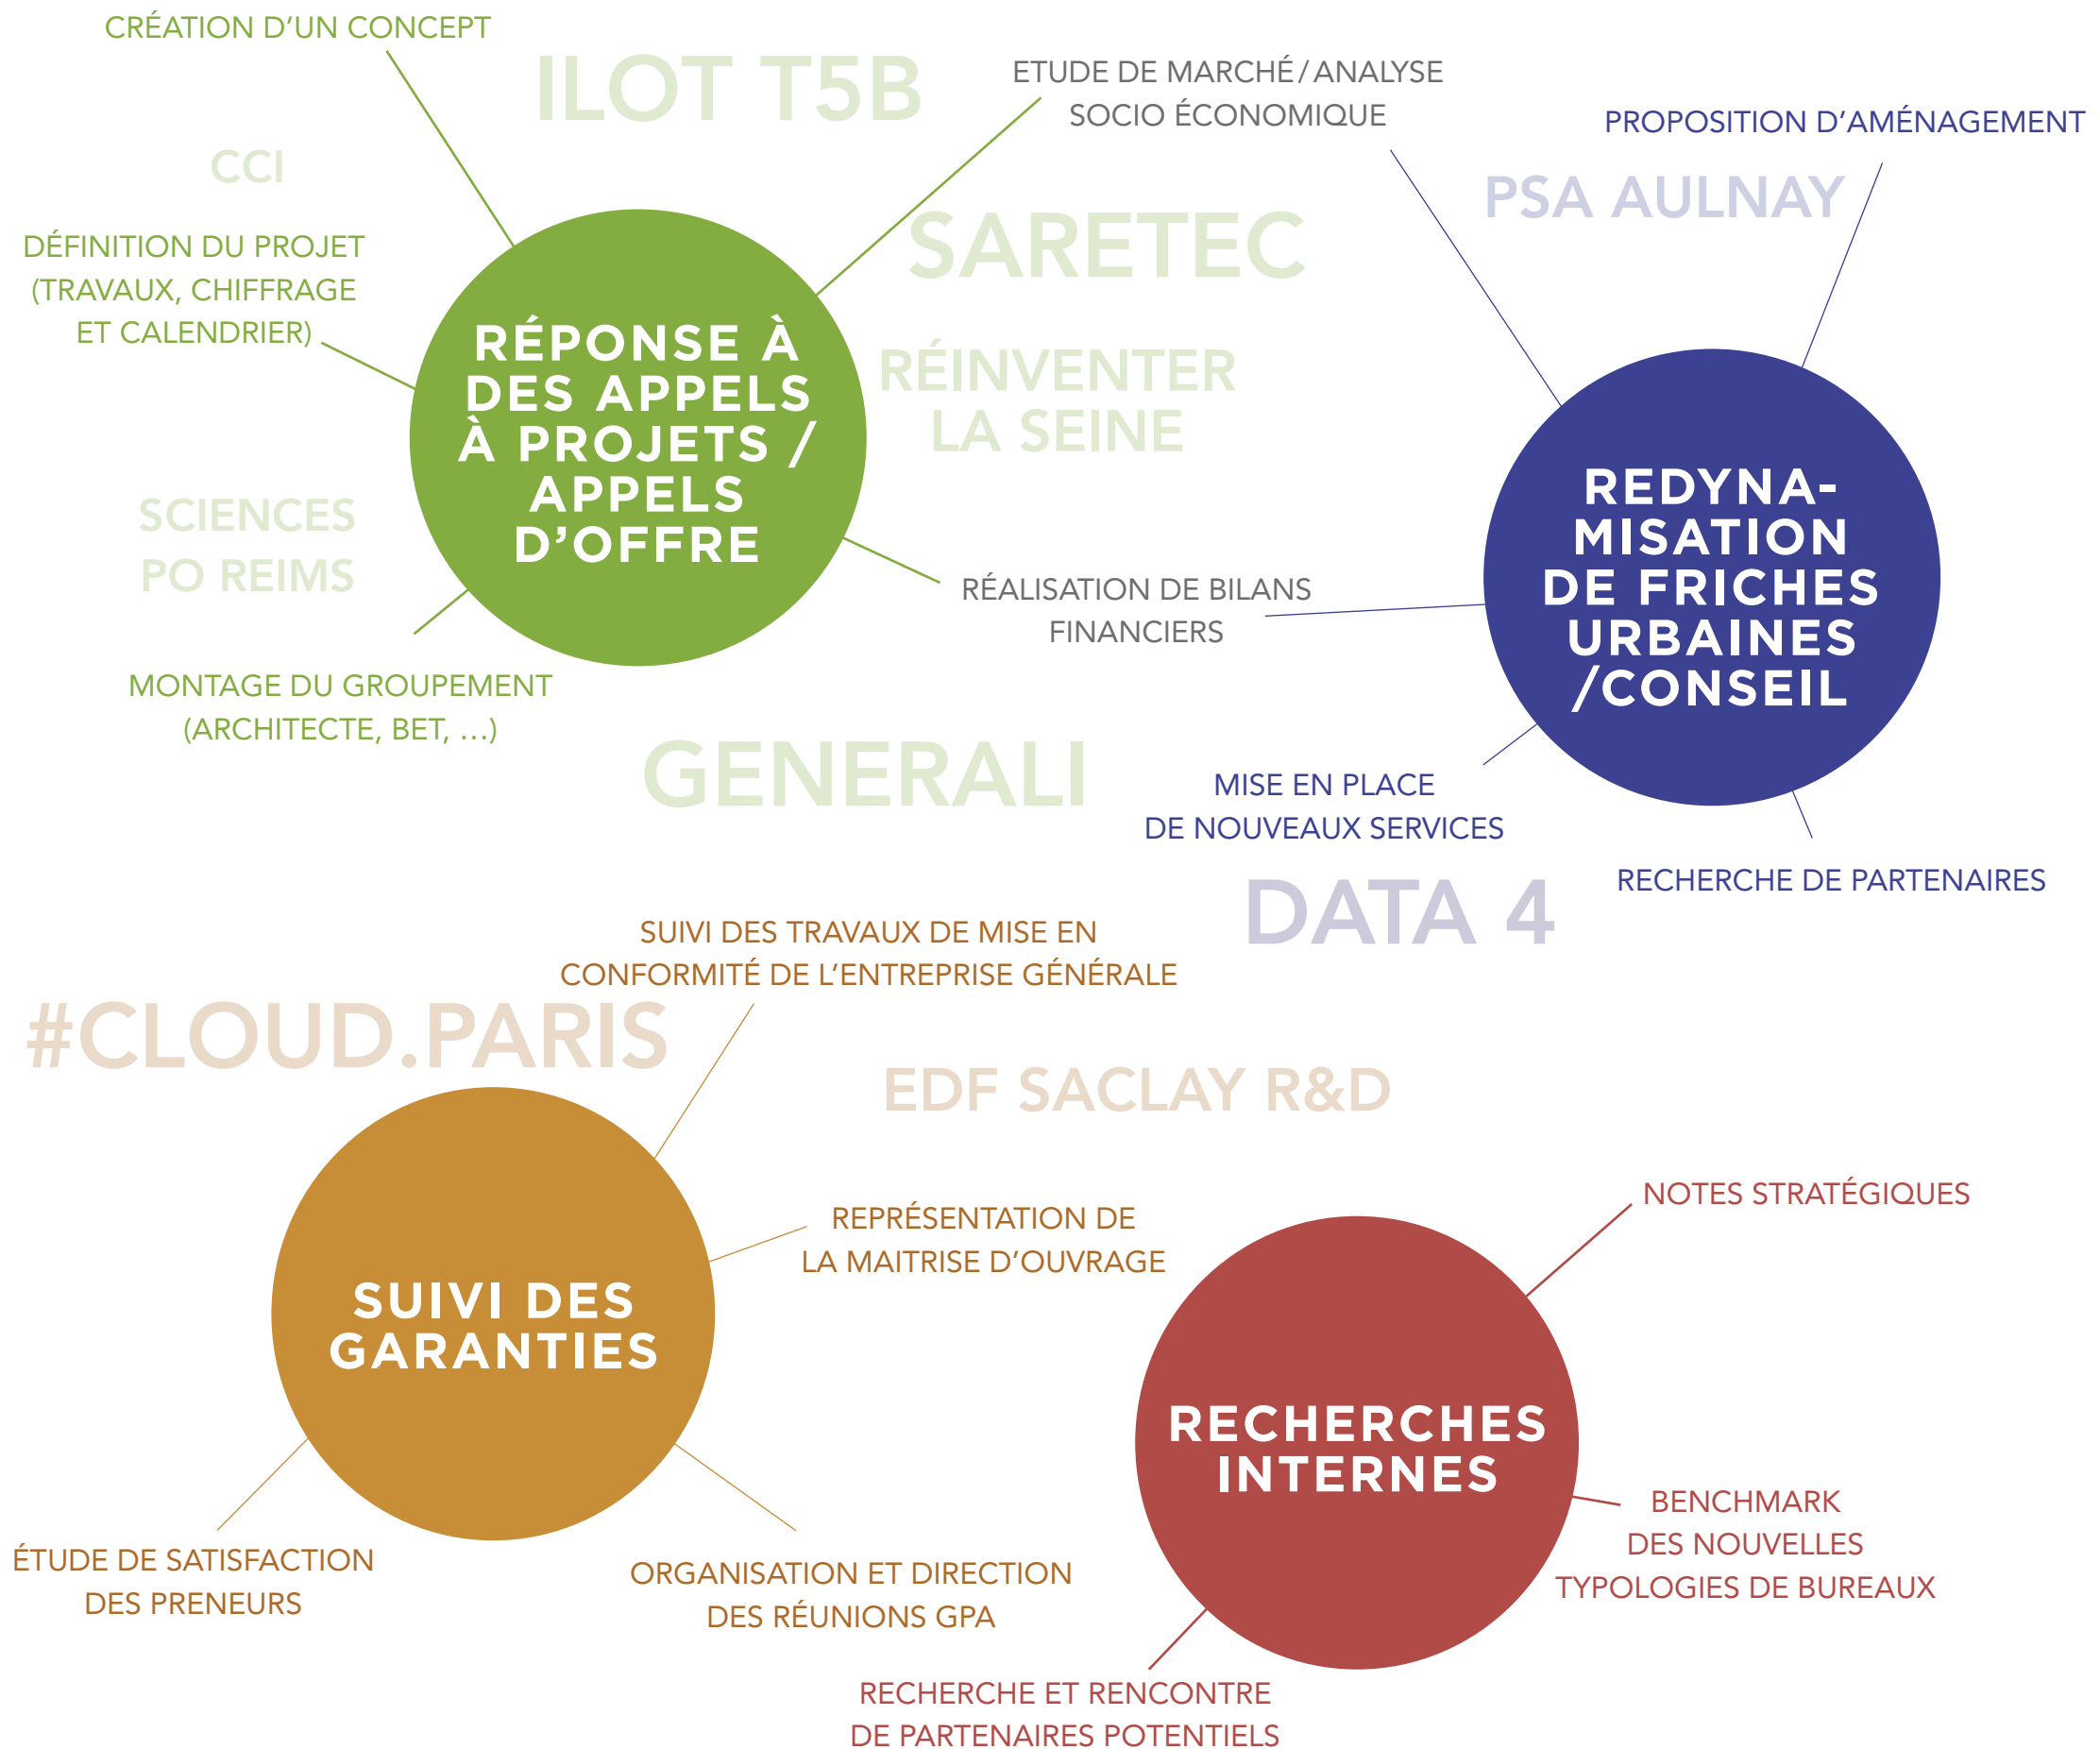 CRÉATION D’UN CONCEPT
ILOT T5B
ETUDE DE MARCHÉ / ANALYSE
SOCIO ÉCONOMIQUE
PROPOSITION D’AMÉNAGEMENT
CCI
PSA AULNAY
DÉFINITION DU PROJET
(TRAVAUX, CHIFFRAGE
ET CALENDRIER)
SARETEC
RÉPONSE À
DES APPELS
À PROJETS /
APPELS
D’OFFRE
RÉINVENTER
LA SEINE
REDYNA-
MISATION
DE FRICHES
URBAINES
/CONSEIL
SCIENCES
PO REIMS
RÉALISATION DE BILANS
FINANCIERS
MONTAGE DU GROUPEMENT
(ARCHITECTE, BET, …)
GENERALI
MISE EN PLACE
DE NOUVEAUX SERVICES
RECHERCHE DE PARTENAIRES
DATA 4
SUIVI DES TRAVAUX DE MISE EN
CONFORMITÉ DE L’ENTREPRISE GÉNÉRALE
#CLOUD.PARIS
EDF SACLAY R&D
REPRÉSENTATION DE
LA MAITRISE D’OUVRAGE
NOTES STRATÉGIQUES
SUIVI DES
GARANTIES
RECHERCHES
INTERNES
BENCHMARK
DES NOUVELLES
TYPOLOGIES DE BUREAUX
ÉTUDE DE SATISFACTION
DES PRENEURS
ORGANISATION ET DIRECTION
DES RÉUNIONS GPA
RECHERCHE ET RENCONTRE
DE PARTENAIRES POTENTIELS